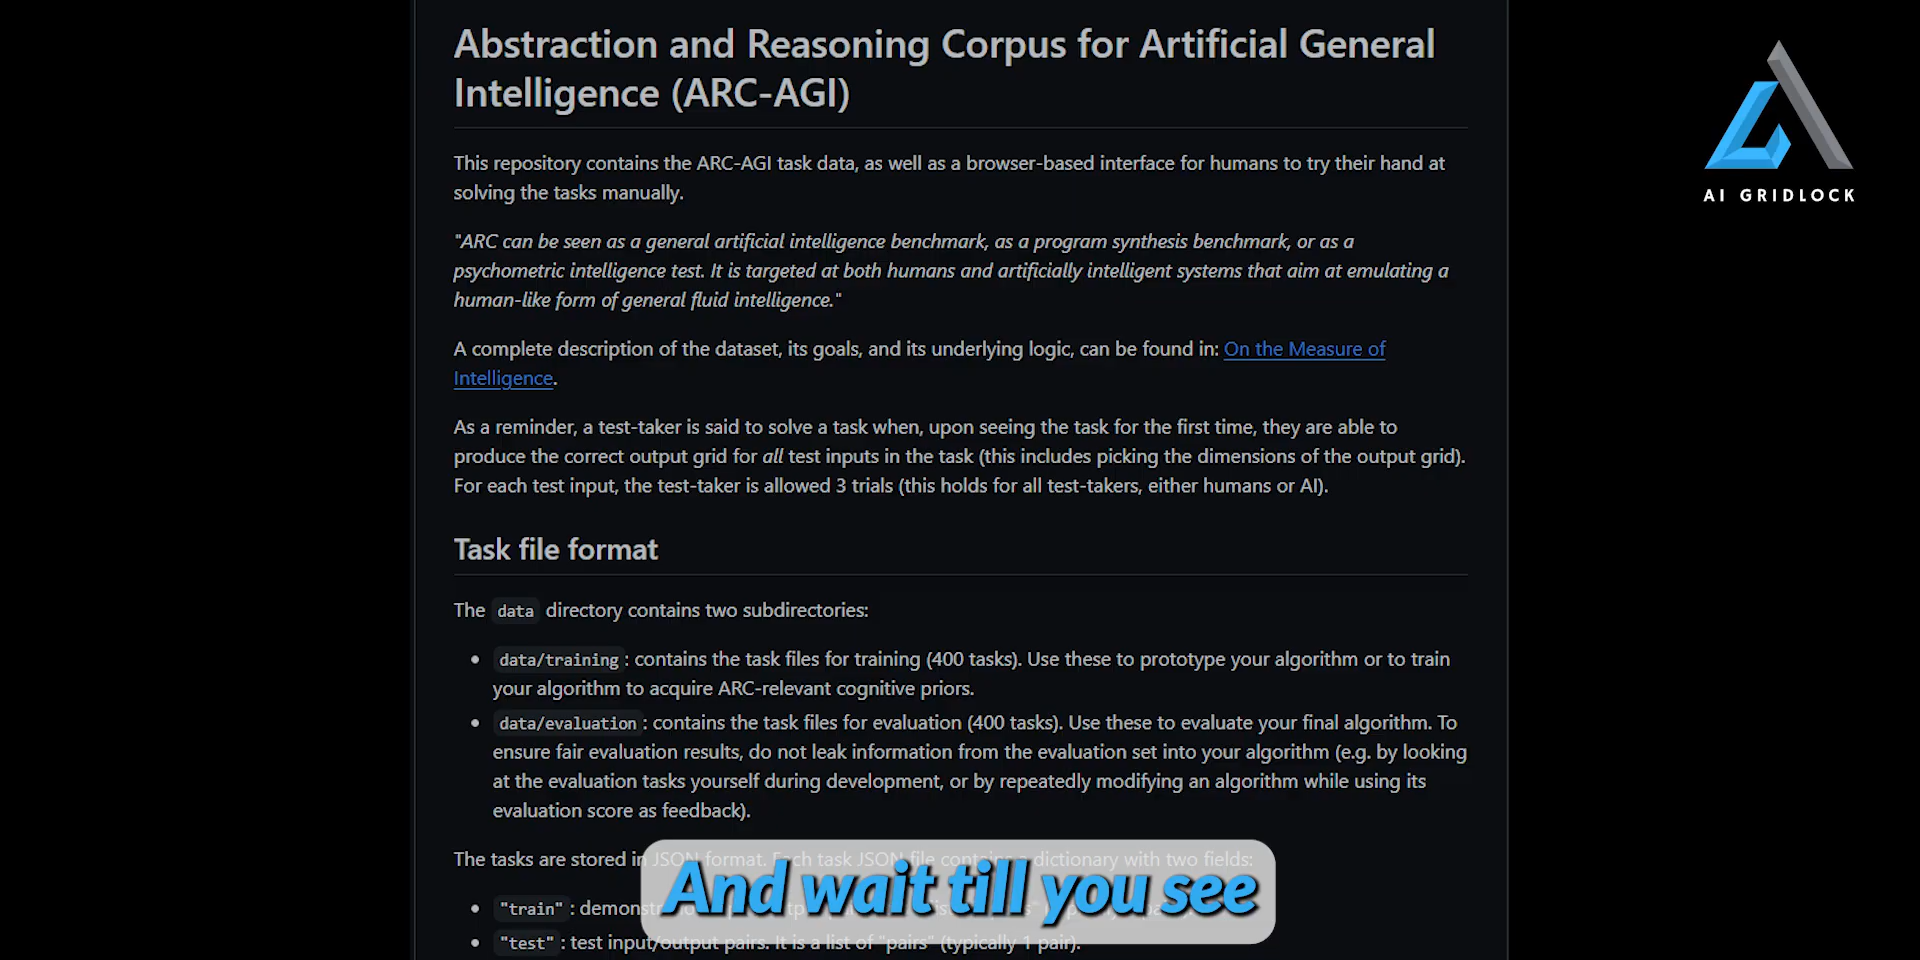 Abstraction and Reasoning Corpus for Artificial General
Intelligence (ARC-AGI)
This repository contains the ARC-AGI task data, as well as a browser-based interface for humans to try their hand at
solving the tasks manually.
"ARC can be seen as a general artificial intelligence benchmark, as a program synthesis benchmark, or as a
psychometric intelligence test. It is targeted at both humans and artificially intelligent systems that aim at emulating a
human-like form of general fluid intelligence."
A complete description of the dataset, its goals, and its underlying logic, can be found in: On the Measure of
Intelligence.
As a reminder, a test-taker is said to solve a task when, upon seeing the task for the first time, they are able to
produce the correct output grid for all test inputs in the task (this includes picking the dimensions of the output grid).
For each test input, the test-taker is allowed 3 trials (this holds for all test-takers, either humans or AI).
Task file format
The data directory contains two subdirectories:
• data/training: contains the task files for training (400 tasks). Use these to prototype your algorithm or to train
your algorithm to acquire ARC-relevant cognitive priors.
• data/evaluation: contains the task files for evaluation (400 tasks). Use these to evaluate your final algorithm. To
ensure fair evaluation results, do not leak information from the evaluation set into your algorithm (e.g. by looking
at the evaluation tasks yourself during development, or by repeatedly modifying an algorithm while using its
evaluation score as feedback).
The tasks are stored in JSON format. Each task JSON file contains a dictionary with two fields:
• "train":
• "test": test input/output pairs. It is a list of "pairs" (typically 1 pair).
And wait till you see
AI GRIDLOCK